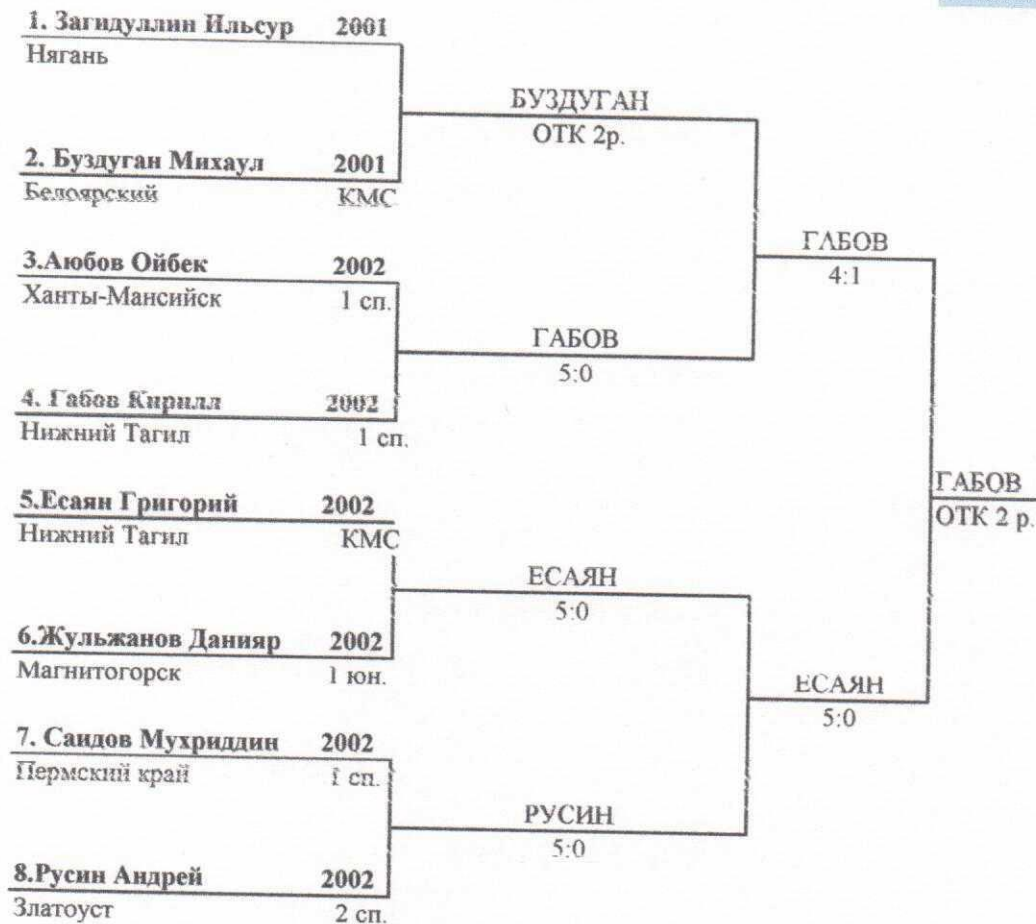 1. Загидуллин Ильсур 2001
Нягань
БУЗДУГАН
ОТК 2р.
2. Буздуган Михаул 2001
Белоярский КМС
ГАБОВ
4:1
3.Аюбов Ойбек 2002
Ханты-Мансийск 1 сп.
ГАБОВ
5:0
4. Габов Кирилл 2002
Нижний Тагил 1 сп.
ГАБОВ
ОТК 2 р.
5.Есаян Григорий 2002
Нижний Тагил КМС
ЕСАЯН
5:0
6.Жульжанов Данияр 2002
Магнитогорск 1 юн.
ЕСАЯН
5:0
7. Саидов Мухриддин 2002
Пермский край 1 сп.
РУСИН
5:0
8.Русин Андрей 2002
Златоуст 2 сп.